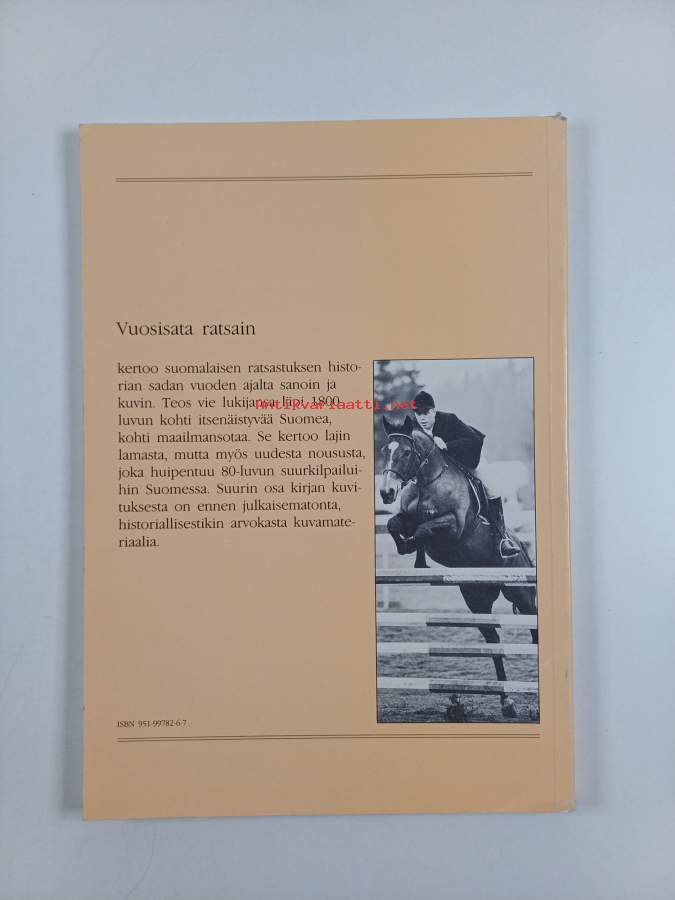 Vuosisata ratsain
kertoo suomalaisen ratsastuksen histo-
rian sadan vuoden ajalta sanoin ja
kuvin. Teos vie lukijansa läpi 1800-
luvun kohti itsenäistyvää Suomea,
kohti maailmansotaa. Se kertoo lajin
lamasta, mutta myös uudesta noususta,
joka huipentuu 80-luvun suurkilpailui-
hin Suomessa. Suurin osa kirjan kuvi-
tuksesta on ennen julkaisematonta,
historiallisestikin arvokasta kuvamate-
riaalia.
ISBN 951-99782-6-7
Antikvariaatti.net